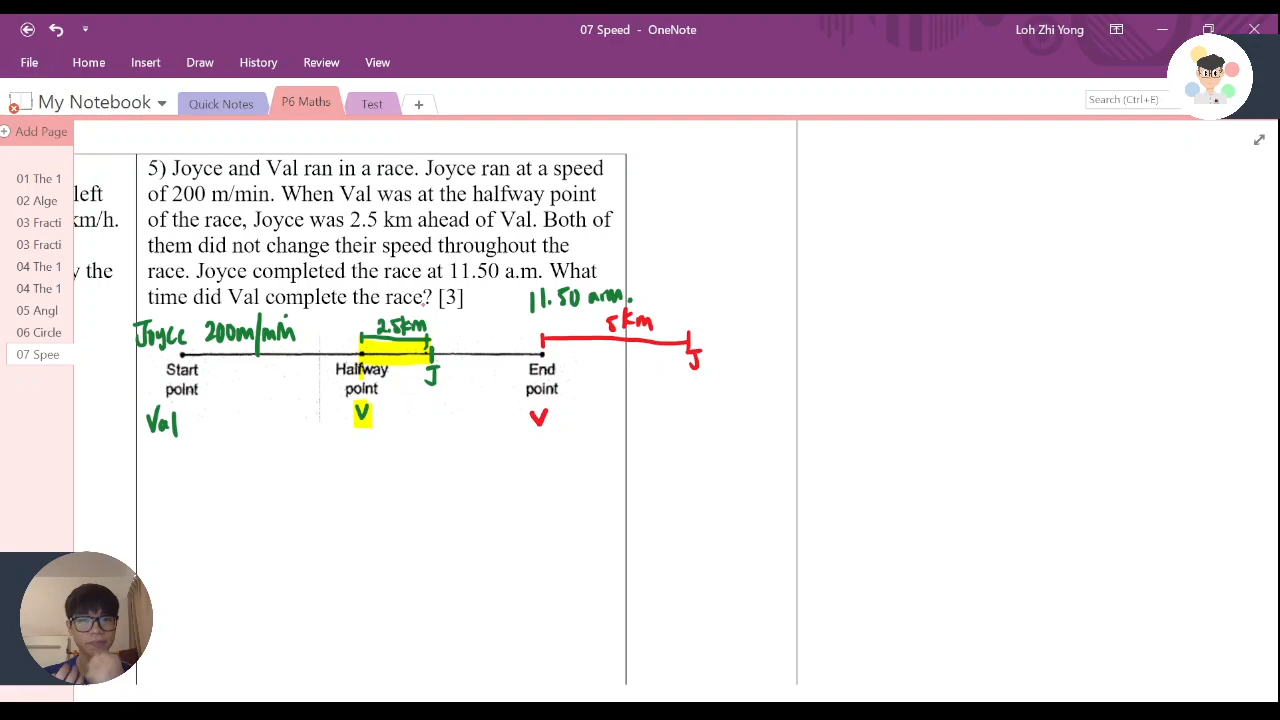 07 Speed - OneNote
Loh Zhi Yong
File Home Insert Draw History Review View
My Notebook
Quick Notes
P6 Maths
Test
+
Search (Ctrl+E)
Add Page
01 The 1
02 Alge
03 Fracti
03 Fracti
04 The 1
04 The 1
05 Angl
06 Circle
07 Spee
left
km/h.
y the
5) Joyce and Val ran in a race. Joyce ran at a speed
of 200 m/min. When Val was at the halfway point
of the race, Joyce was 2.5 km ahead of Val. Both of
them did not change their speed throughout the
race. Joyce completed the race at 11.50 a.m. What
time did Val complete the race? [3]
11.50 a.m.
Joyce 200m/min
2.5km
5km
J
J
Start
point
Halfway
point
End
point
Val
V
V